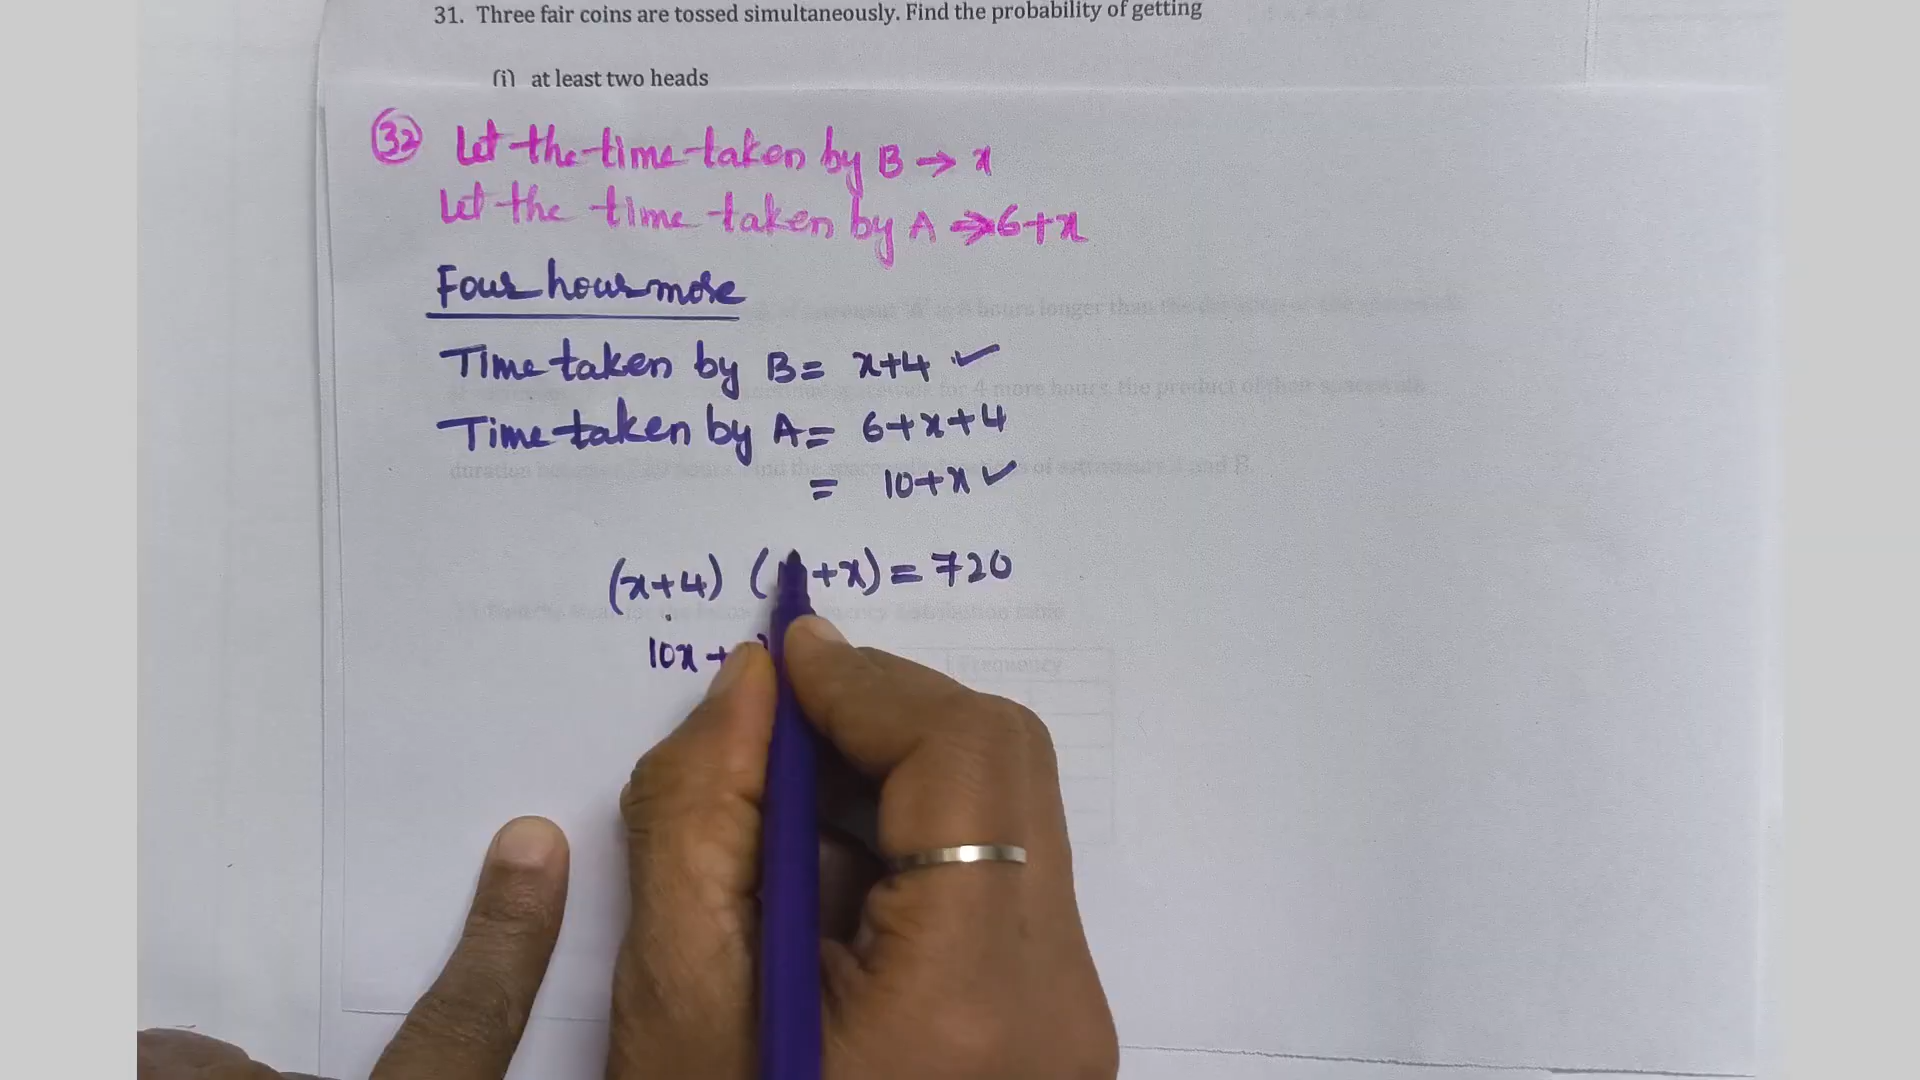 31. Three fair coins are tossed simultaneously. Find the probability of getting
(i) at least two heads
32 Let the time taken by B → x
Let the time taken by A ⇒ 6+x
Four hour more
Time taken by B = x+4 ✓
Time taken by A = 6+x+4
= 10+x ✓
(x+4) ( +x) = 720
10x +